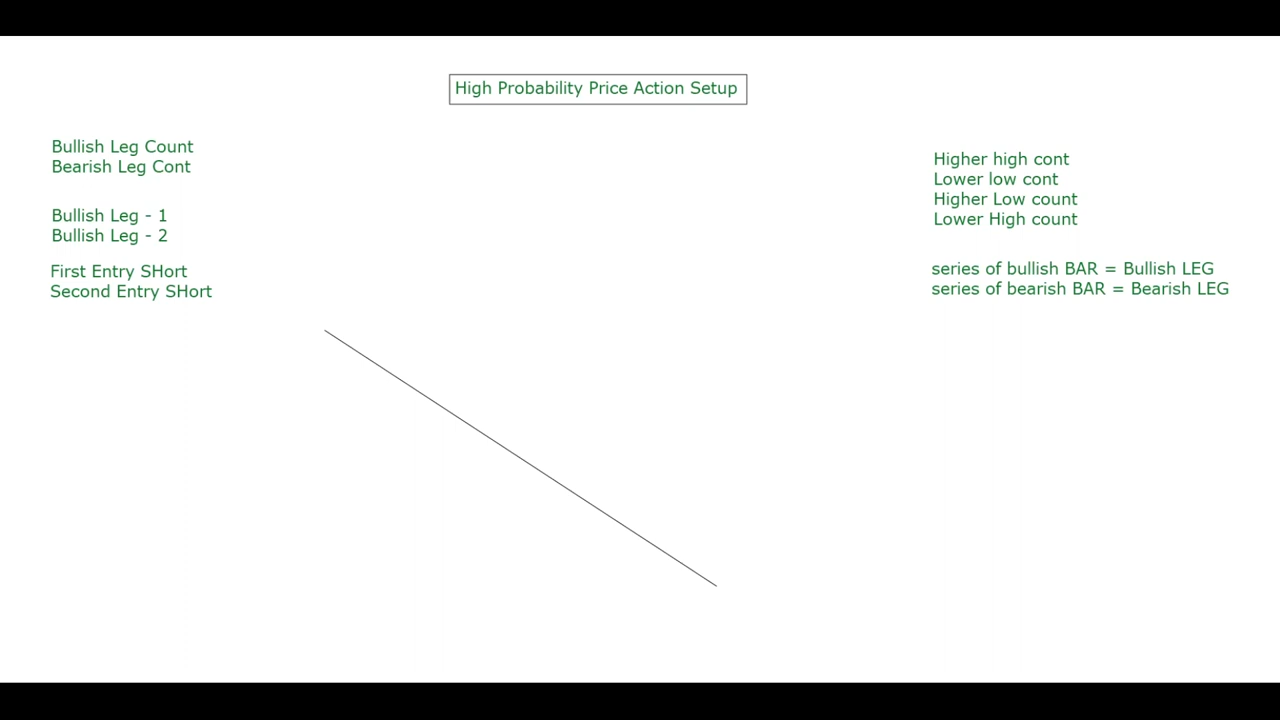 High Probability Price Action Setup
Bullish Leg Count
Bearish Leg Cont
Bullish Leg - 1
Bullish Leg - 2
First Entry SHort
Second Entry SHort
Higher high cont
Lower low cont
Higher Low count
Lower High count
series of bullish BAR = Bullish LEG
series of bearish BAR = Bearish LEG